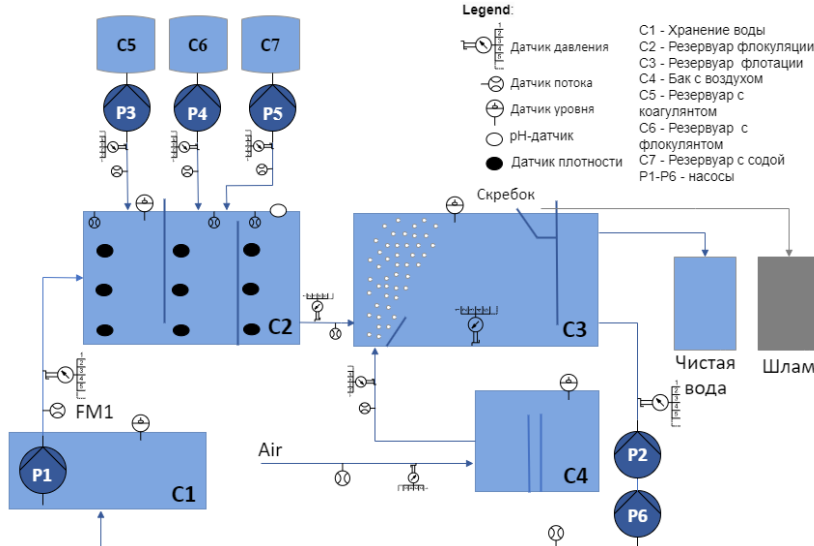 Legend:
Датчик давления
Датчик потока
Датчик уровня
pH-датчик
Датчик плотности
C1 - Хранение воды
C2 - Резервуар флокуляции
C3 - Резервуар флотации
C4 - Бак с воздухом
C5 - Резервуар с
коагулянтом
C6 - Резервуар с
флокулянтом
C7 - Резервуар с содой
P1-P6 - насосы
C5
C6
C7
P3
P4
P5
Скребок
C2
C3
Чистая
вода
Шлам
FM1
Air
P1
C1
C4
P2
P6